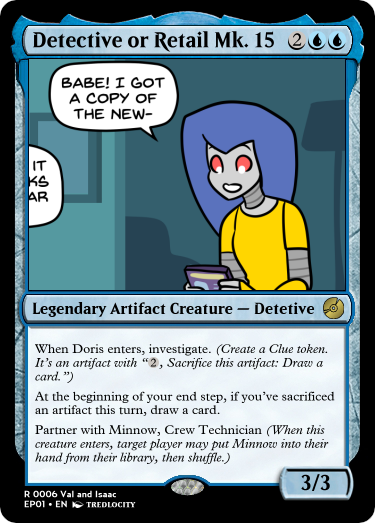 Detective or Retail Mk. 15 2
BABE! I GOT
A COPY OF
THE NEW-
IT
KS
AR
Legendary Artifact Creature — Detetive
When Doris enters, investigate. (Create a Clue token.
It's an artifact with “2, Sacrifice this artifact: Draw a
card.”)
At the beginning of your end step, if you've sacrificed
an artifact this turn, draw a card.
Partner with Minnow, Crew Technician (When this
creature enters, target player may put Minnow into their
hand from their library, then shuffle.)
3/3
R 0006 Val and Isaac
EP01 • EN TREDLOCITY